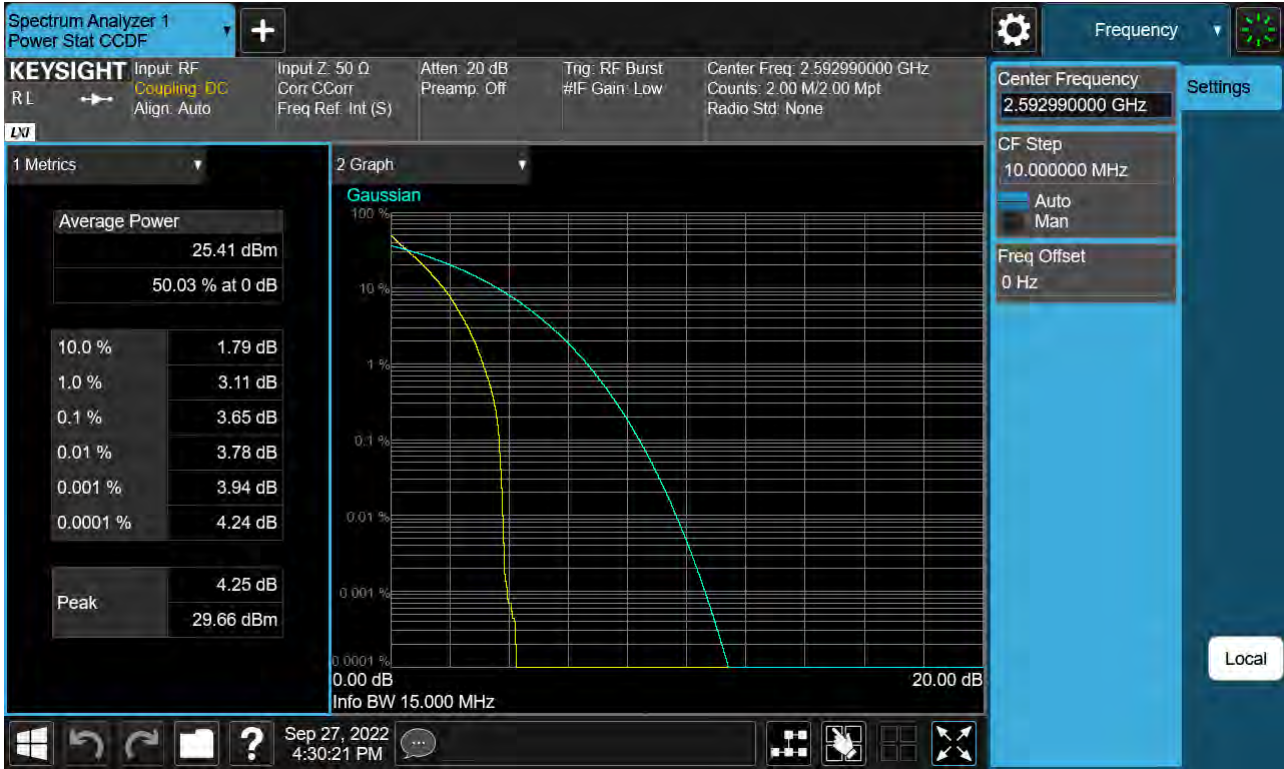 Spectrum Analyzer 1
Power Stat CCDF
Frequency
KEYSIGHT
R L
LXI
Input: RF
Coupling: DC
Align: Auto
Input Z: 50 Ω
Corr CCorr
Freq Ref: Int (S)
Atten: 20 dB
Preamp: Off
Trig: RF Burst
#IF Gain: Low
Center Freq: 2.592990000 GHz
Counts: 2.00 M/2.00 Mpt
Radio Std: None
Center Frequency
2.592990000 GHz
Settings
CF Step
10.000000 MHz
Auto
Man
Freq Offset
0 Hz
1 Metrics
Average Power
25.41 dBm
50.03 % at 0 dB
10.0 % 1.79 dB
1.0 % 3.11 dB
0.1 % 3.65 dB
0.01 % 3.78 dB
0.001 % 3.94 dB
0.0001 % 4.24 dB
Peak
4.25 dB
29.66 dBm
2 Graph
Gaussian
100 %
10 %
1 %
0.1 %
0.01 %
0.001 %
0.0001 %
0.00 dB 20.00 dB
Info BW 15.000 MHz
Local
Sep 27, 2022
4:30:21 PM